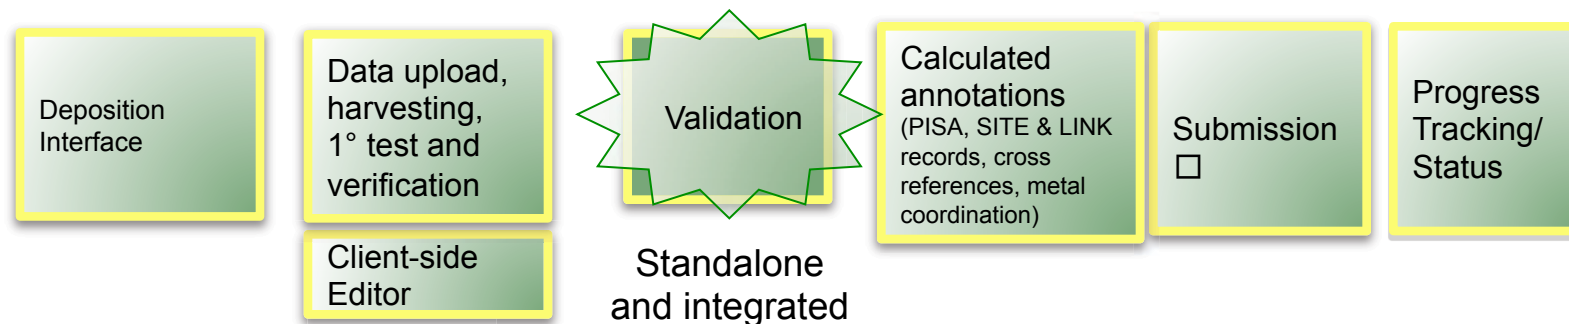 Deposition
Interface
Data upload,
harvesting,
1° test and
verification
Client-side
Editor
Validation
Standalone
and integrated
Calculated
annotations
(PISA, SITE & LINK
records, cross
references, metal
coordination)
Submission
□
Progress
Tracking/
Status